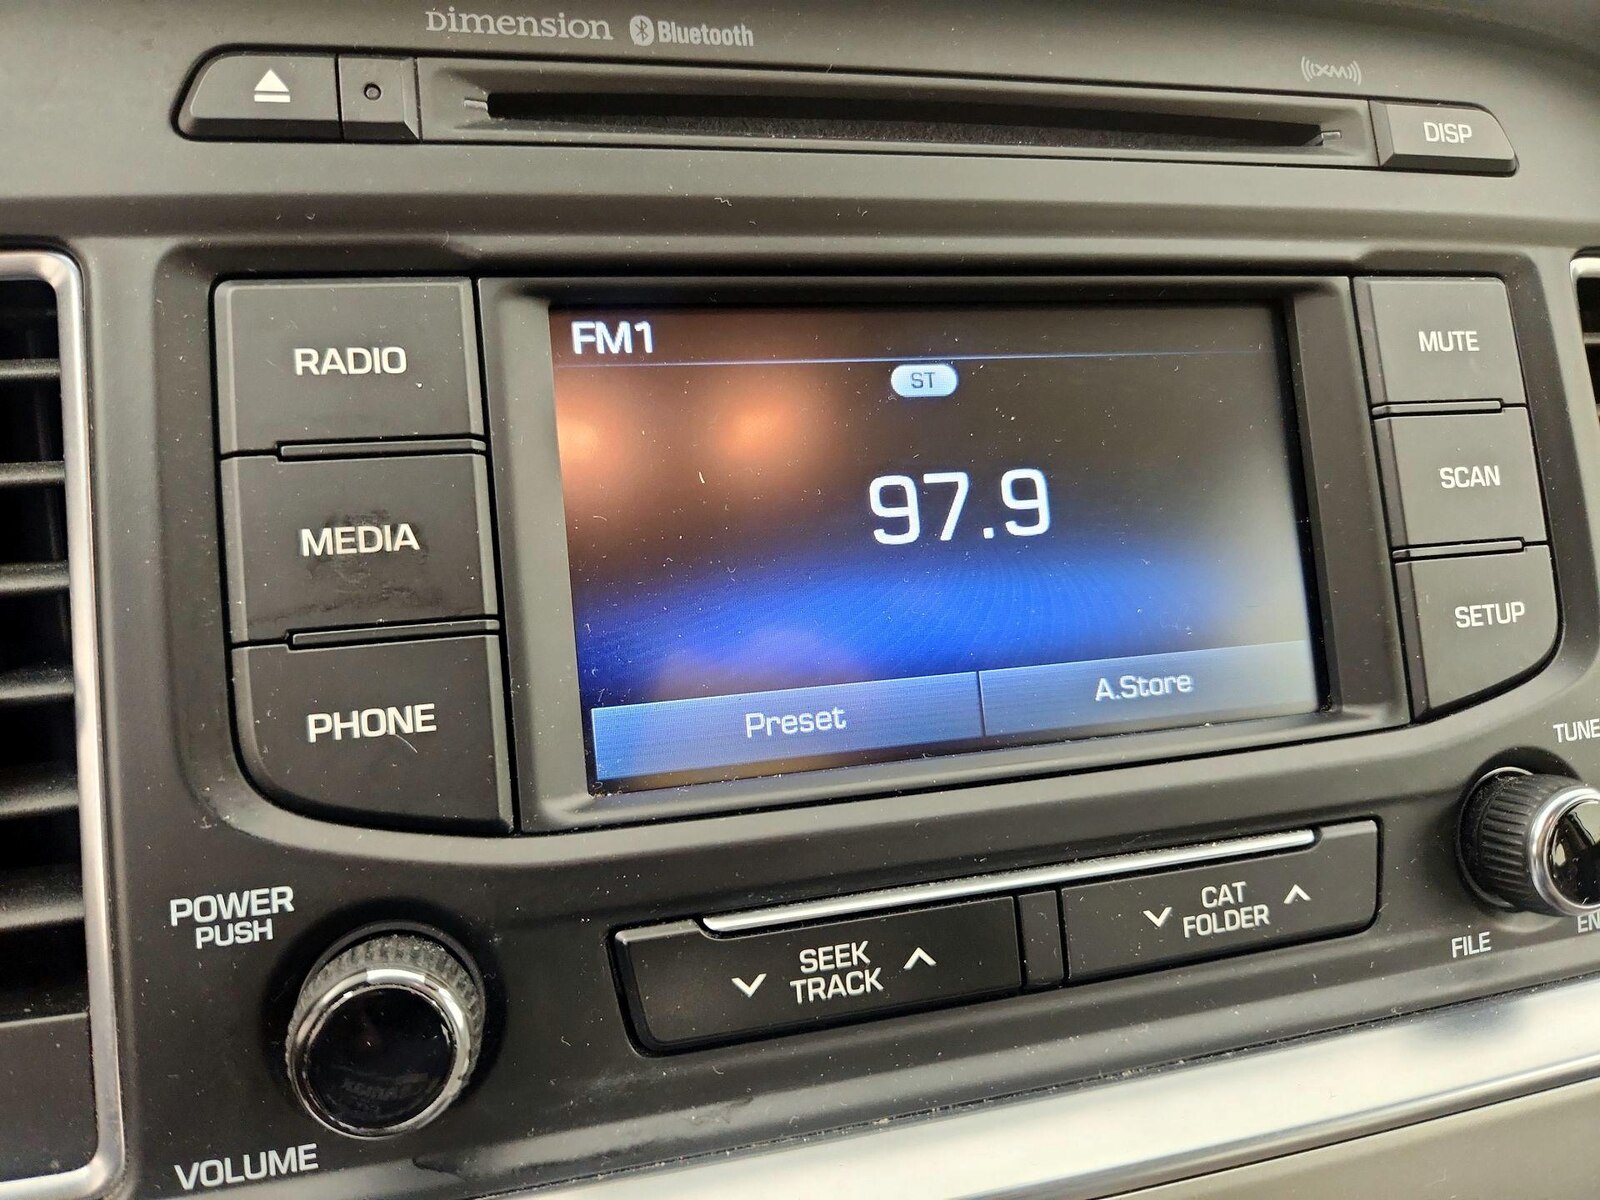 Dimension Bluetooth
((XM))
DISP
RADIO
MEDIA
PHONE
FM1
ST
97.9
Preset
A.Store
MUTE
SCAN
SETUP
POWER
PUSH
VOLUME
SEEK
TRACK
CAT
FOLDER
TUNE
FILE